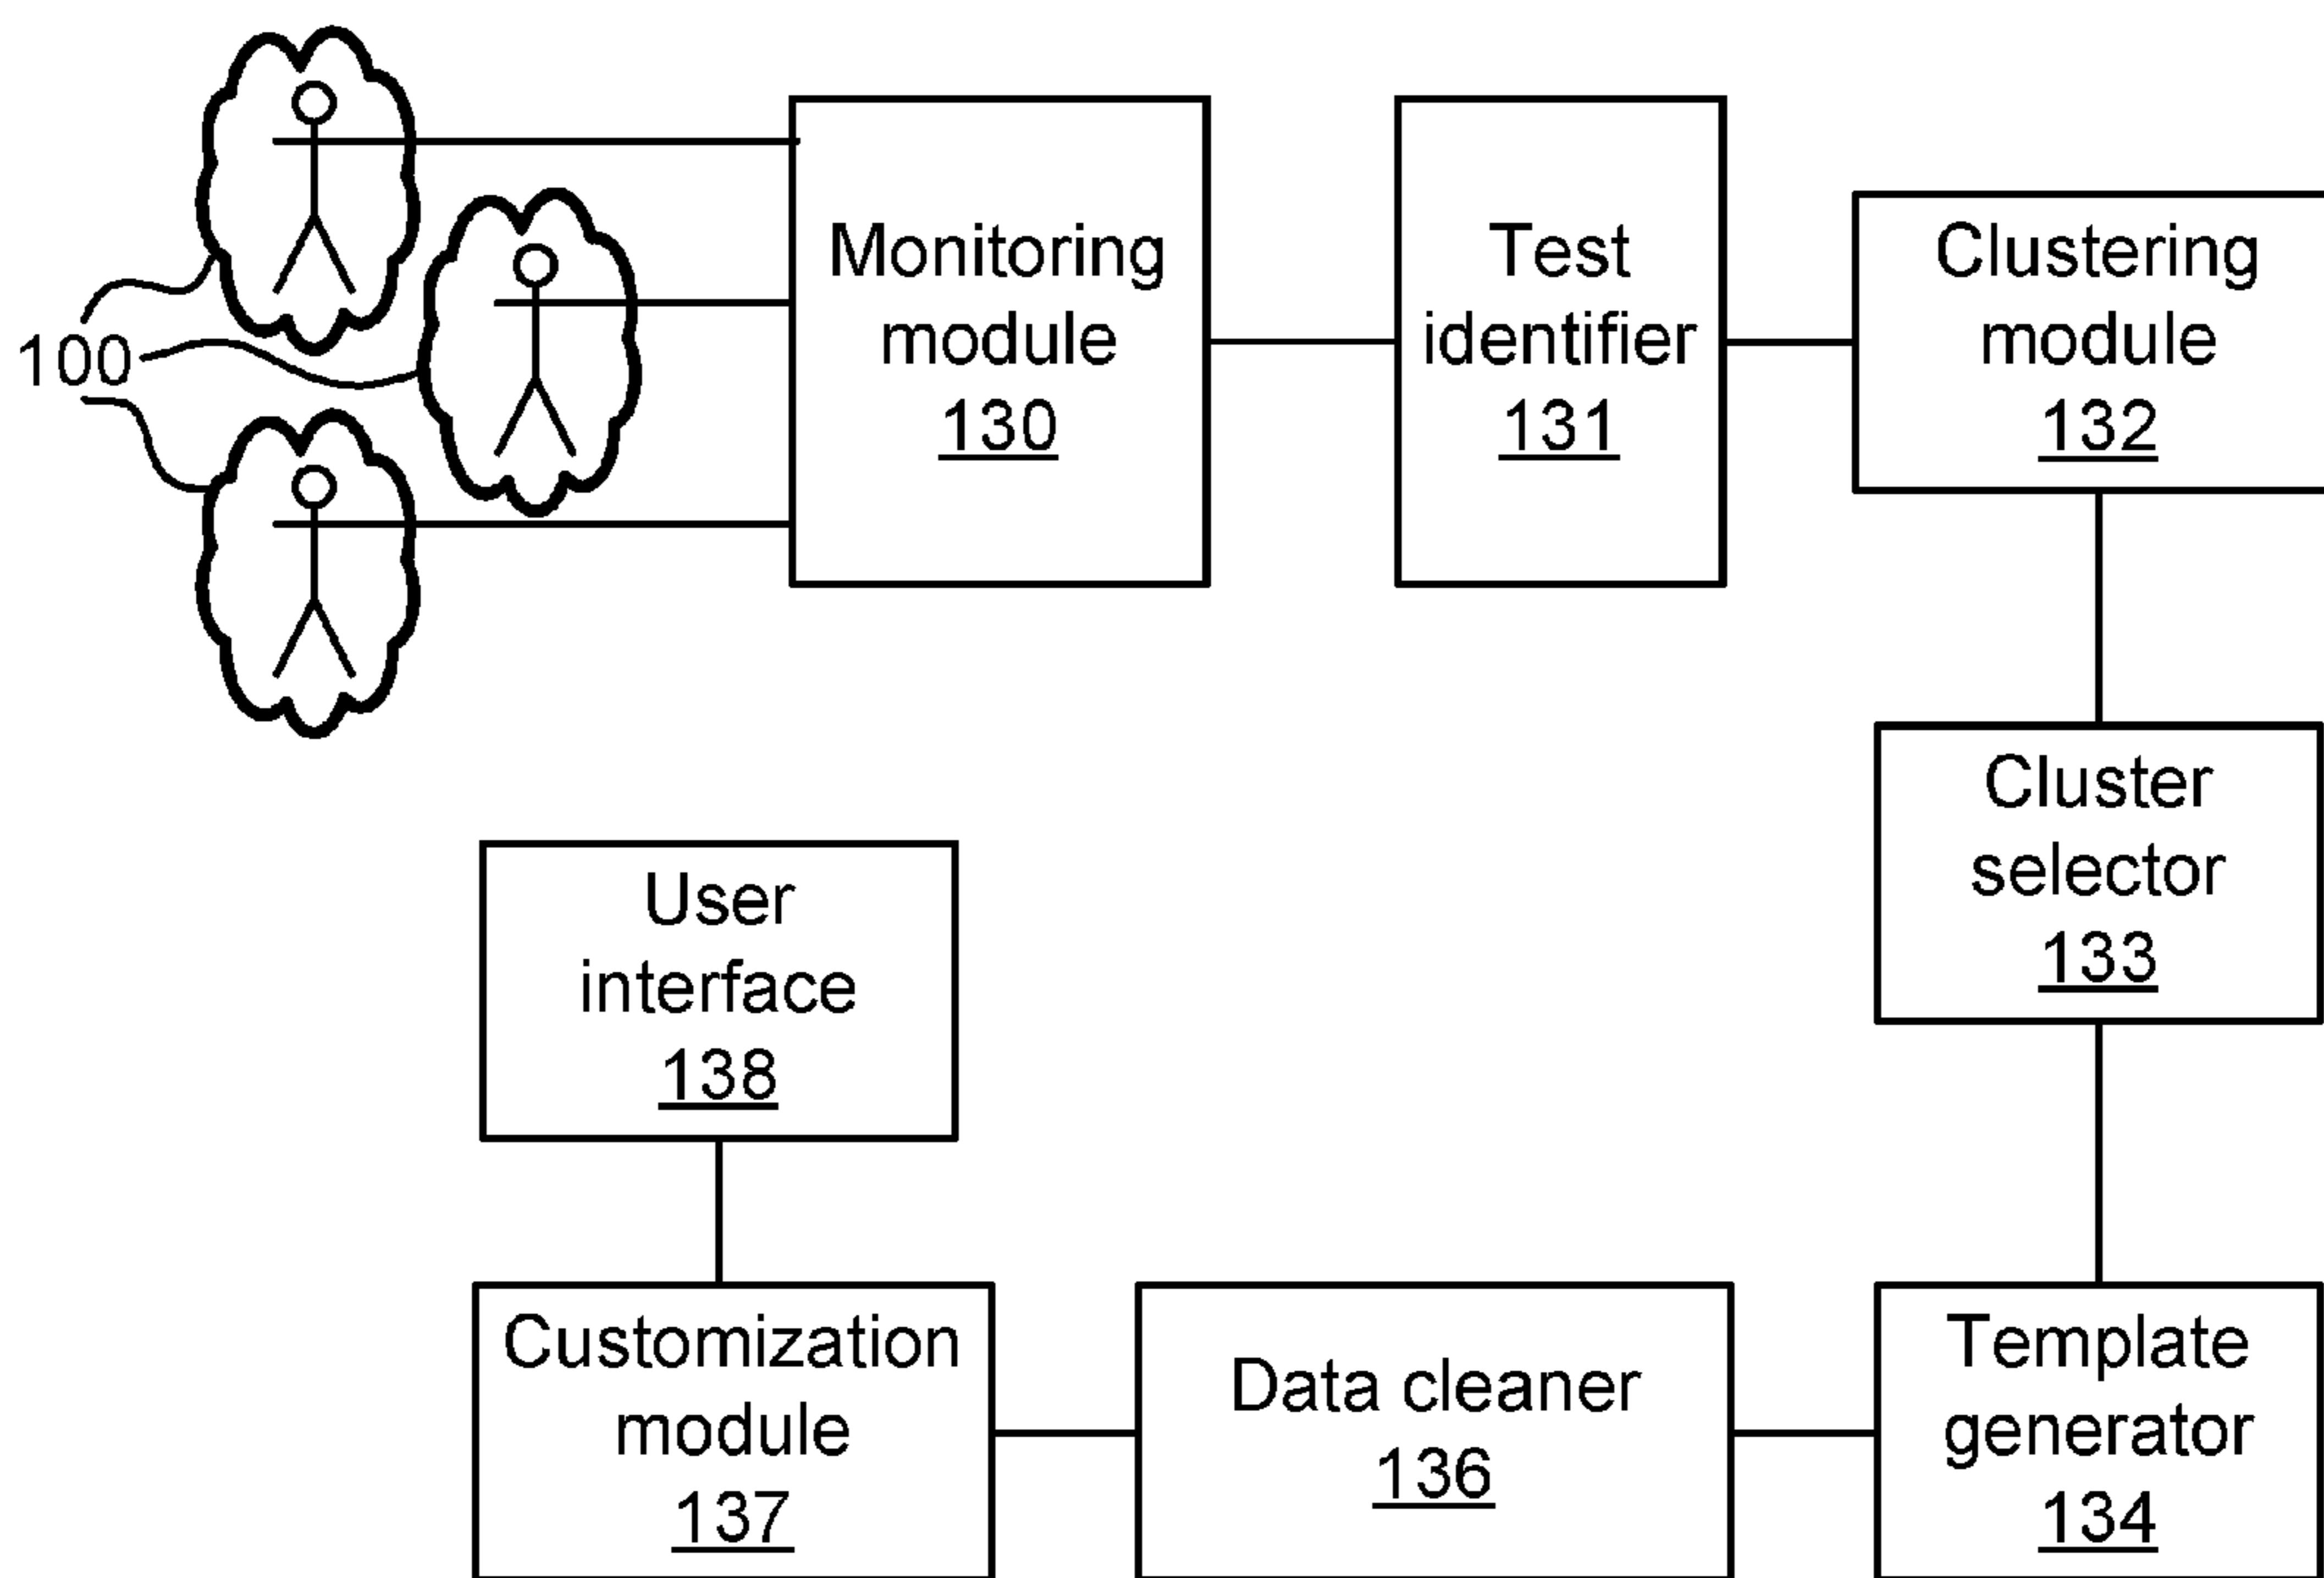 100
Monitoring
module
130
Test
identifier
131
Clustering
module
132
Cluster
selector
133
User
interface
138
Customization
module
137
Data cleaner
136
Template
generator
134